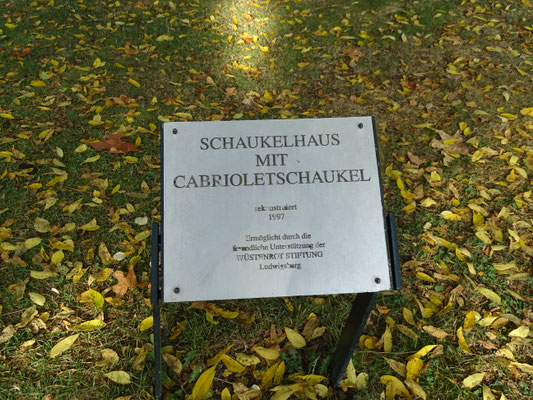 SCHAUKELHAUS
MIT
CABRIOLETSCHAUKEL
rekonstruiert
1997
Ermöglicht durch die
freundliche Unterstützung der
WÜSTENROT STIFTUNG
Ludwigsburg